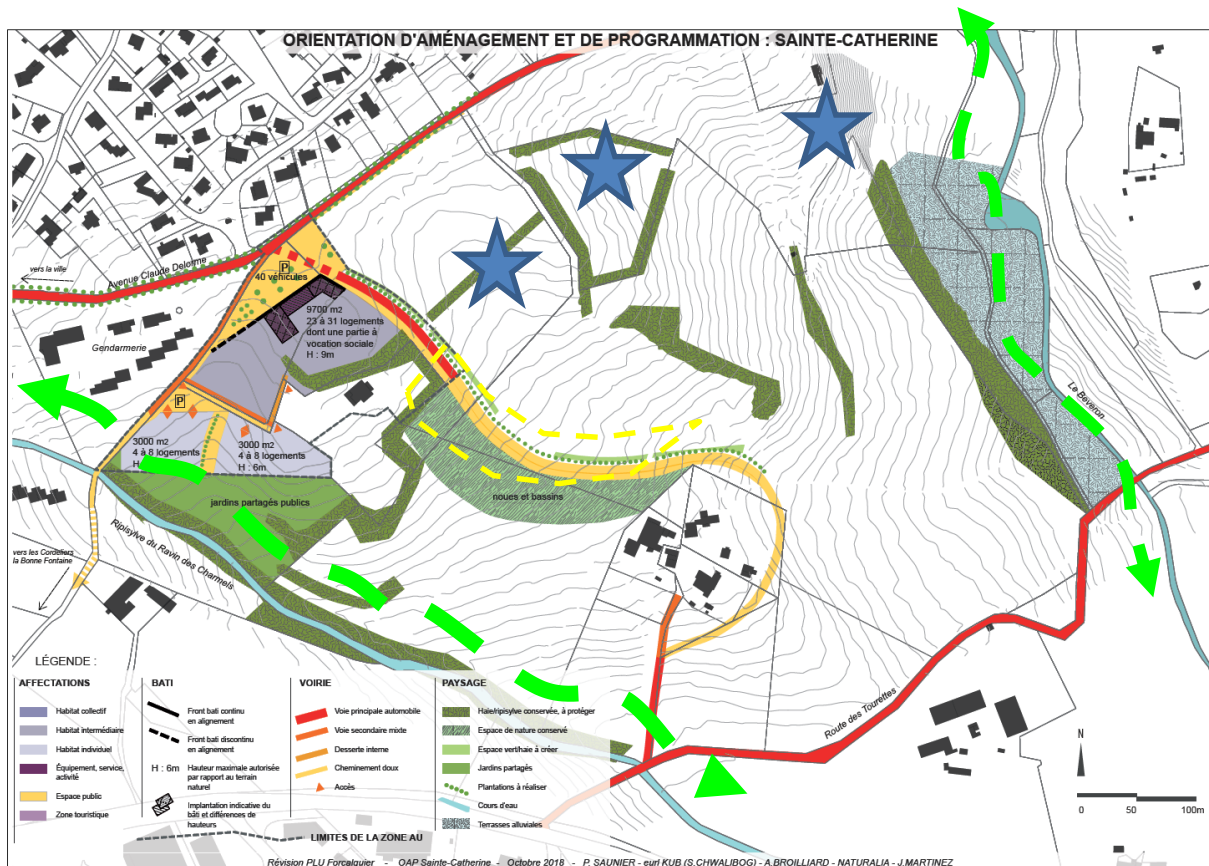 ORIENTATION D'AMÉNAGEMENT ET DE PROGRAMMATION : SAINTE-CATHERINE
vers la ville
Avenue Claude Delorme
P
40 véhicules
9700 m2
23 à 31 logements
dont une partie à
vocation sociale
H : 9m
Gendarmerie
P
3000 m2
4 à 8 logements
H : 6m
3000 m2
4 à 8 logements
H : 6m
jardins partagés publics
noues et bassins
Le Beveron
Ripisylve du Ravin des Charmels
vers les Cordeliers
la Bonne Fontaine
Route des Tourettes
LÉGENDE :
AFFECTATIONS
Habitat collectif
Habitat intermédiaire
Habitat individuel
Équipement, service,
activité
Espace public
Zone touristique
BATI
Front bati continu
en alignement
Front bati discontinu
en alignement
H : 6m
Hauteur maximale autorisée
par rapport au terrain
naturel
Implantation indicative du
bâti et différences de
hauteurs
VOIRIE
Voie principale automobile
Voie secondaire mixte
Desserte interne
Cheminement doux
Accès
PAYSAGE
Haie/ripisylve conservée, à protéger
Espace de nature conservé
Espace vert/haie à créer
Jardins partagés
Plantations à réaliser
Cours d'eau
Terrasses alluviales
LIMITES DE LA ZONE AU
N
0 50 100m
Révision PLU Forcalquier - OAP Sainte-Catherine - Octobre 2018 - P. SAUNIER - eurl KUB (S.CHWALIBOG) - A.BROILLIARD - NATURALIA - J.MARTINEZ